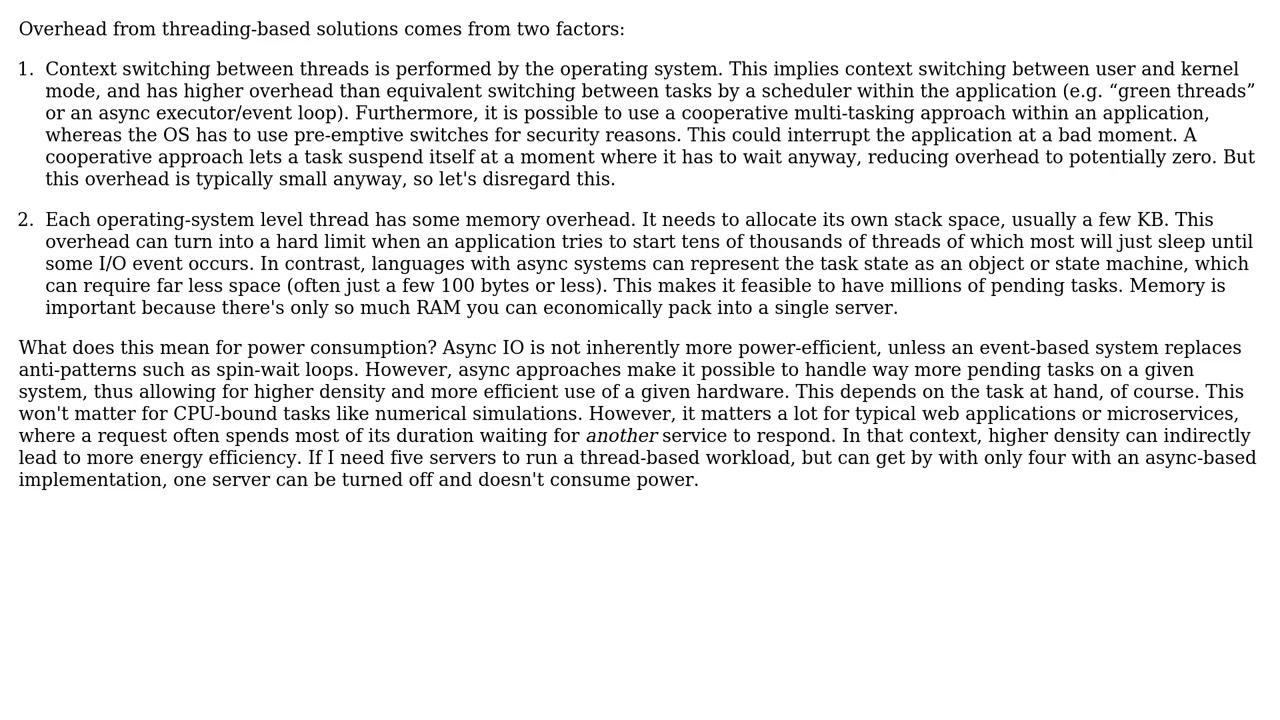 Overhead from threading-based solutions comes from two factors:
1. Context switching between threads is performed by the operating system. This implies context switching between user and kernel
mode, and has higher overhead than equivalent switching between tasks by a scheduler within the application (e.g. “green threads”
or an async executor/event loop). Furthermore, it is possible to use a cooperative multi-tasking approach within an application,
whereas the OS has to use pre-emptive switches for security reasons. This could interrupt the application at a bad moment. A
cooperative approach lets a task suspend itself at a moment where it has to wait anyway, reducing overhead to potentially zero. But
this overhead is typically small anyway, so let's disregard this.
2. Each operating-system level thread has some memory overhead. It needs to allocate its own stack space, usually a few KB. This
overhead can turn into a hard limit when an application tries to start tens of thousands of threads of which most will just sleep until
some I/O event occurs. In contrast, languages with async systems can represent the task state as an object or state machine, which
can require far less space (often just a few 100 bytes or less). This makes it feasible to have millions of pending tasks. Memory is
important because there's only so much RAM you can economically pack into a single server.
What does this mean for power consumption? Async IO is not inherently more power-efficient, unless an event-based system replaces
anti-patterns such as spin-wait loops. However, async approaches make it possible to handle way more pending tasks on a given
system, thus allowing for higher density and more efficient use of a given hardware. This depends on the task at hand, of course. This
won't matter for CPU-bound tasks like numerical simulations. However, it matters a lot for typical web applications or microservices,
where a request often spends most of its duration waiting for another service to respond. In that context, higher density can indirectly
lead to more energy efficiency. If I need five servers to run a thread-based workload, but can get by with only four with an async-based
implementation, one server can be turned off and doesn't consume power.